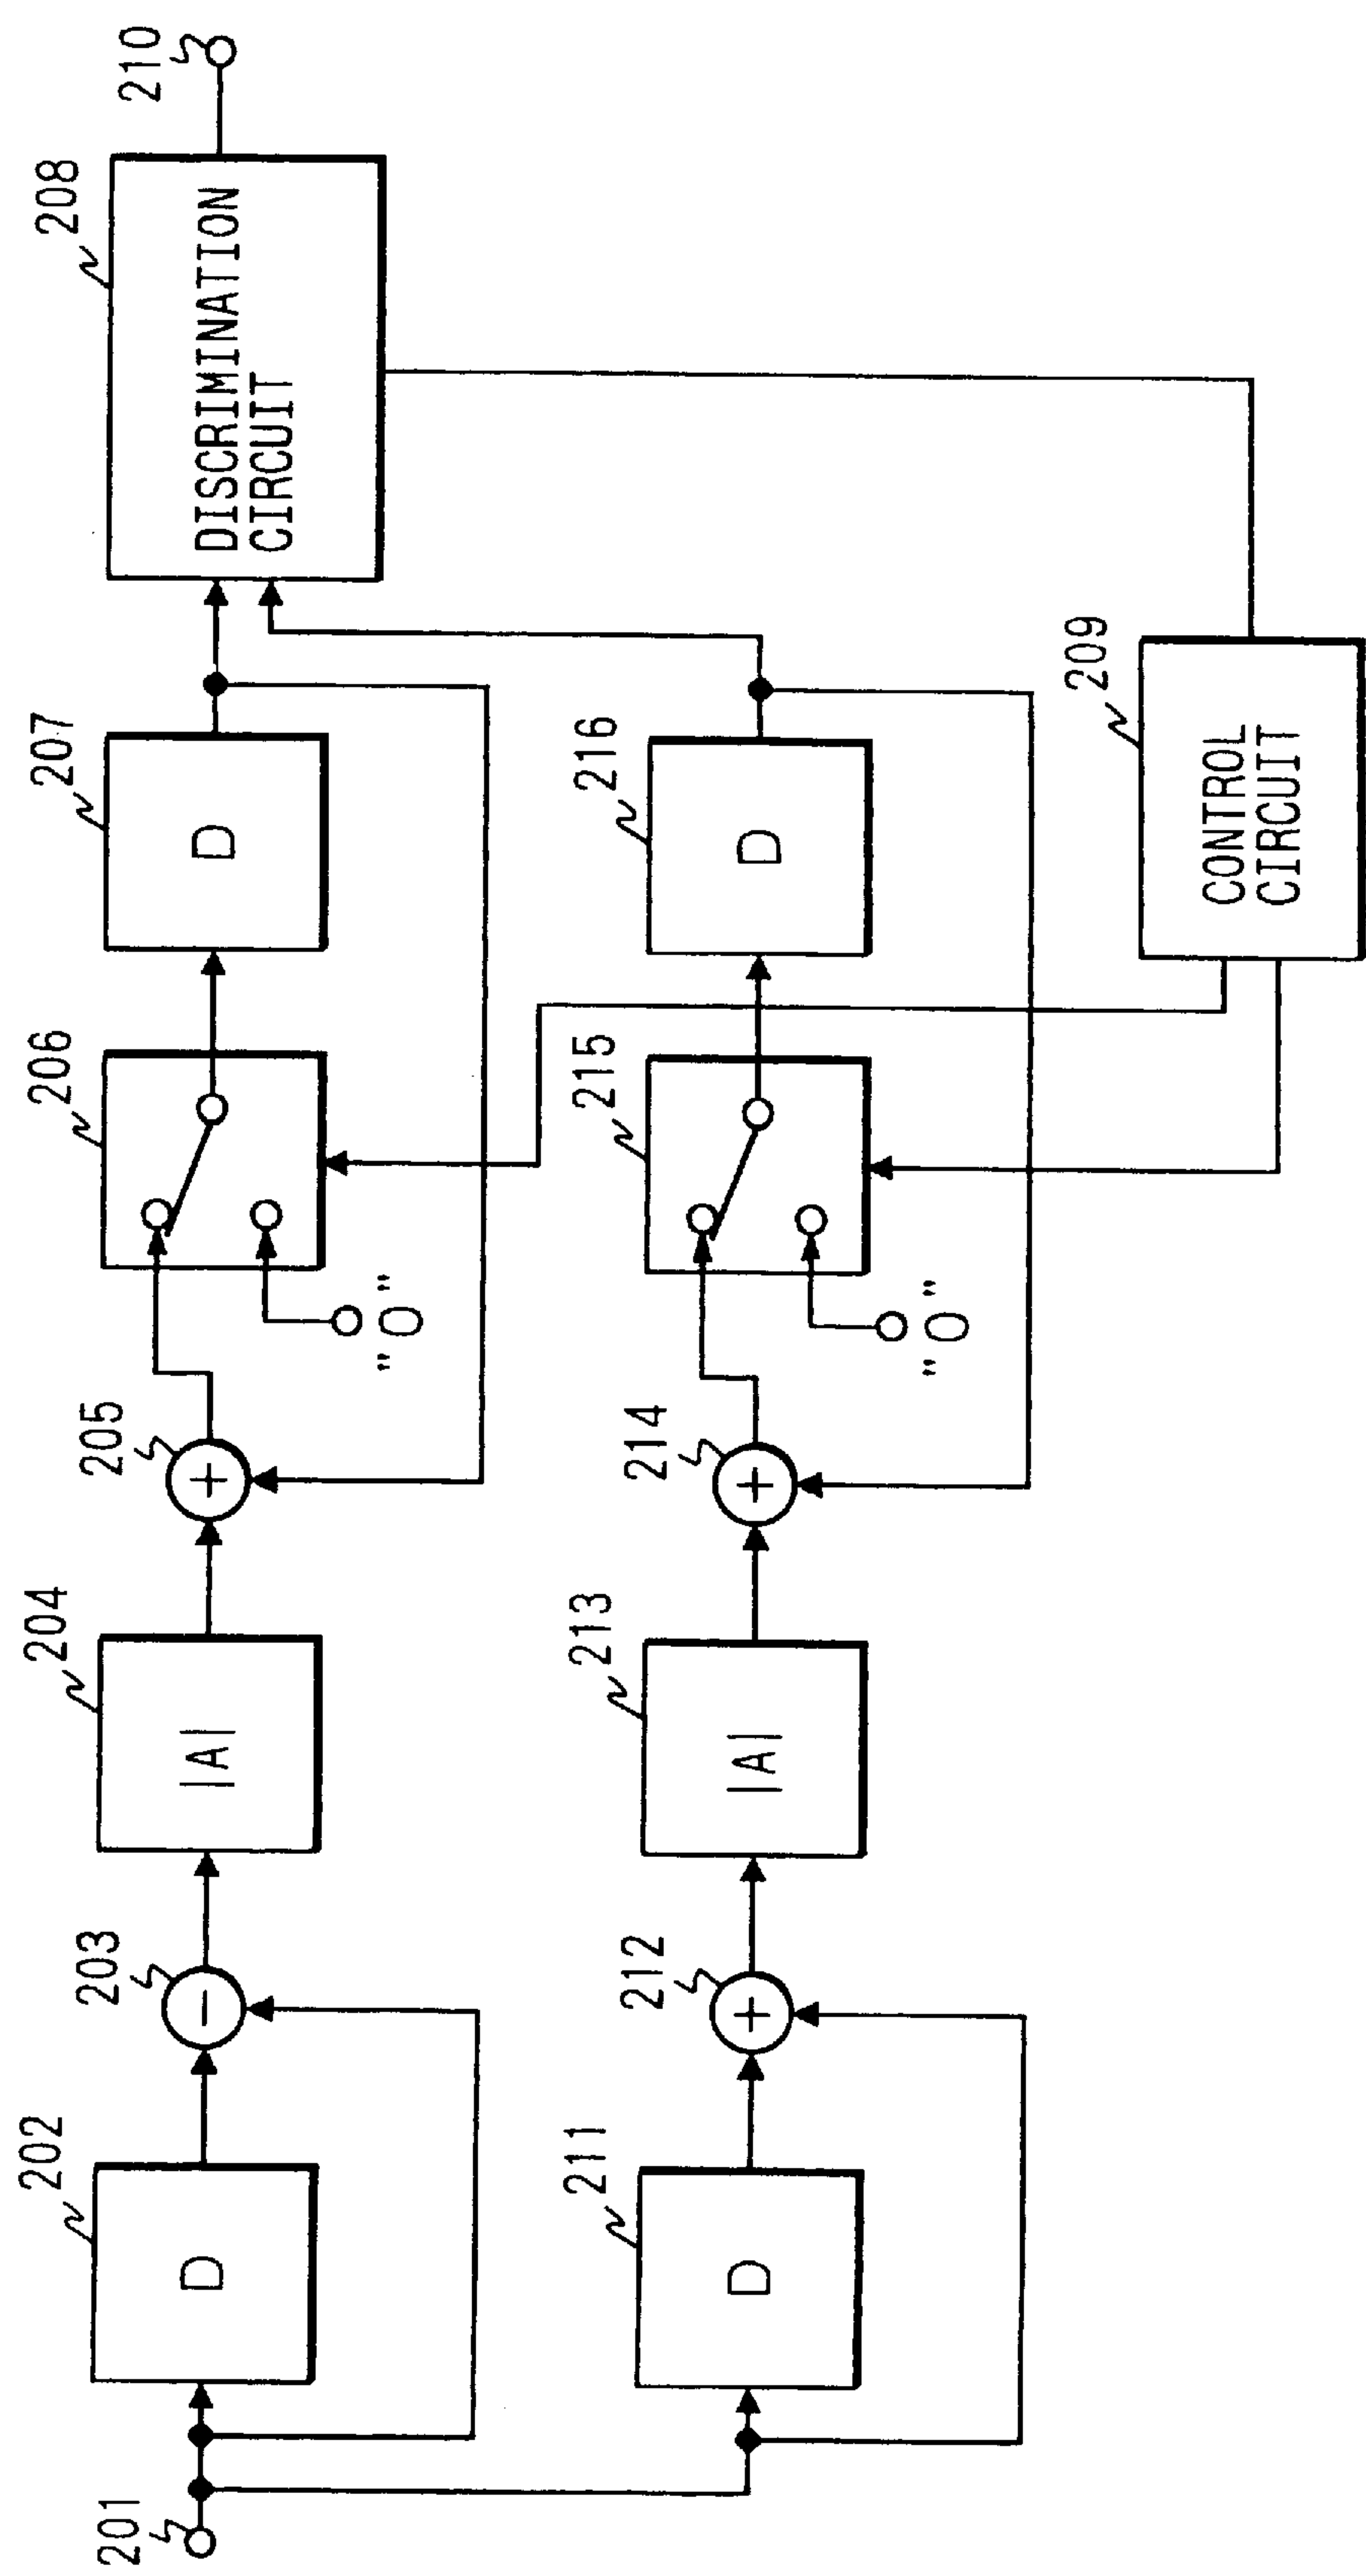 201
202
D
203
−
204
|A|
205
+
"0"
206
207
D
208
DISCRIMINATION
CIRCUIT
210
211
D
212
+
213
|A|
214
+
"0"
215
216
D
209
CONTROL
CIRCUIT